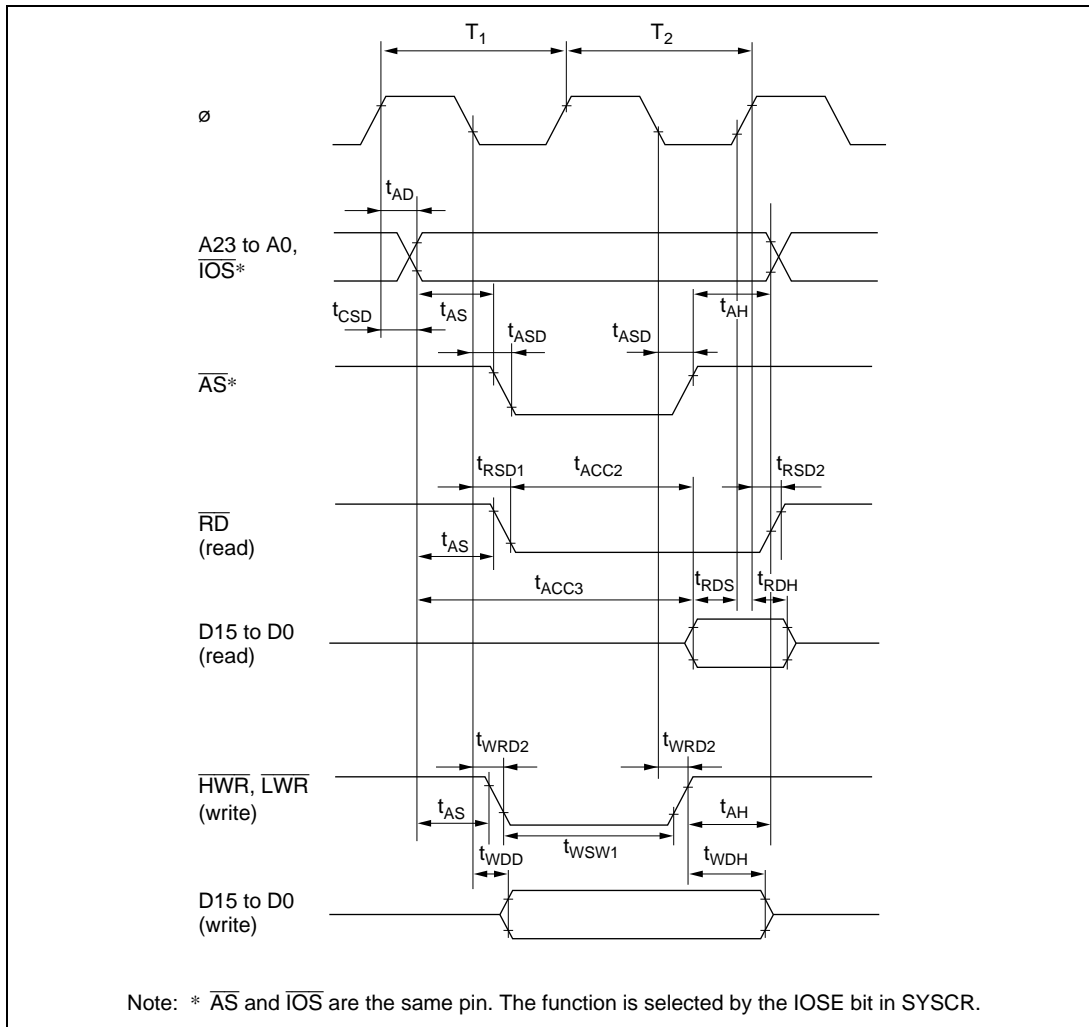 T1 T2
ø
tAD
A23 to A0,
IOS*
tCSD tAS tAH
tASD tASD
AS*
tRSD1 tACC2 tRSD2
RD
(read)
tAS
tACC3 tRDS tRDH
D15 to D0
(read)
tWRD2 tWRD2
HWR, LWR
(write)
tAS tAH
tWSW1
tWDD tWDH
D15 to D0
(write)
Note: * AS and IOS are the same pin. The function is selected by the IOSE bit in SYSCR.